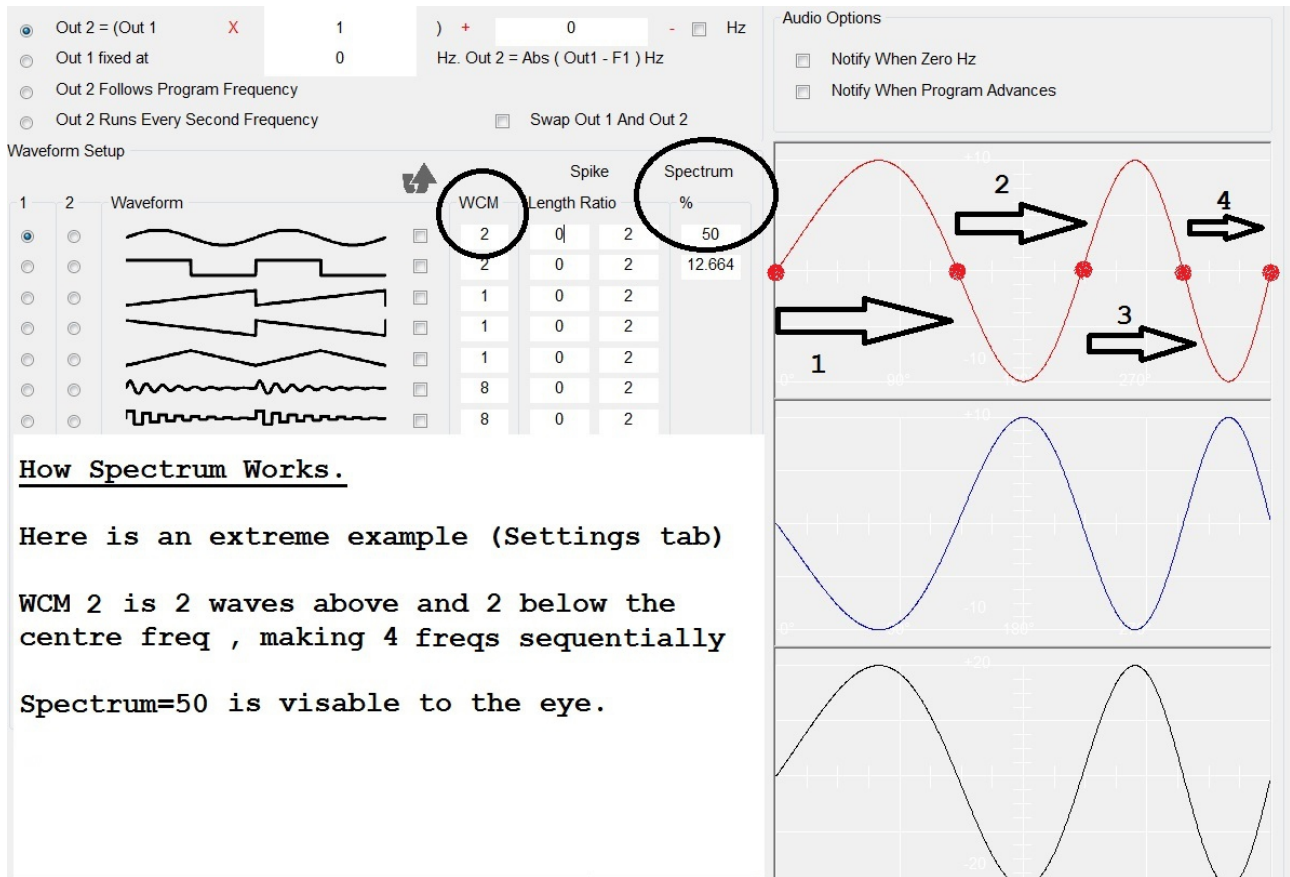 Out 2 = (Out 1 X 1 ) + 0 - Hz
Out 1 fixed at 0 Hz. Out 2 = Abs ( Out1 - F1 ) Hz
Out 2 Follows Program Frequency
Out 2 Runs Every Second Frequency Swap Out 1 And Out 2
Audio Options
Notify When Zero Hz
Notify When Program Advances
Waveform Setup
Spike Spectrum
1 2 Waveform WCM Length Ratio %
2 0 2 50
2 0 2 12.664
1 0 2
1 0 2
1 0 2
8 0 2
8 0 2
How Spectrum Works.
Here is an extreme example (Settings tab)
WCM 2 is 2 waves above and 2 below the
centre freq , making 4 freqs sequentially
Spectrum=50 is visable to the eye.
+10
2
4
1
3
-10
0° 90° 270°
+10
-10
0° 180°
+20
-20